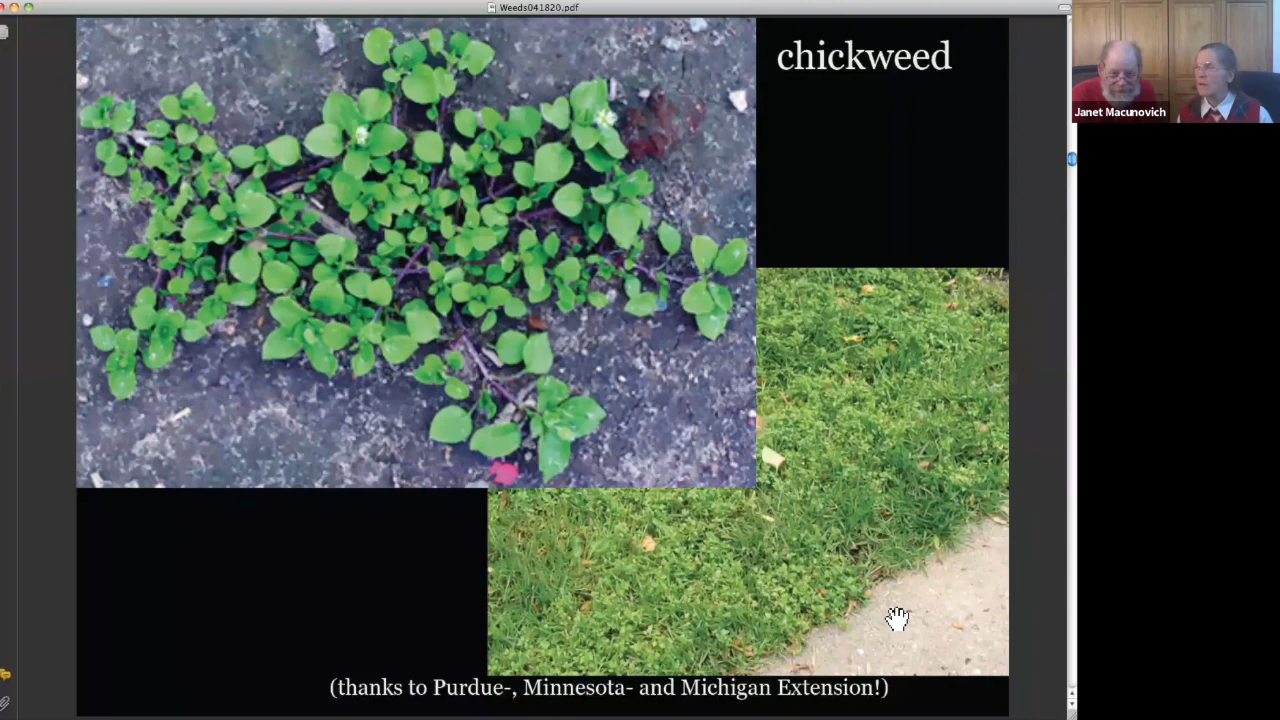 Weeds041820.pdf
chickweed
Janet Macunovich
(thanks to Purdue-, Minnesota- and Michigan Extension!)